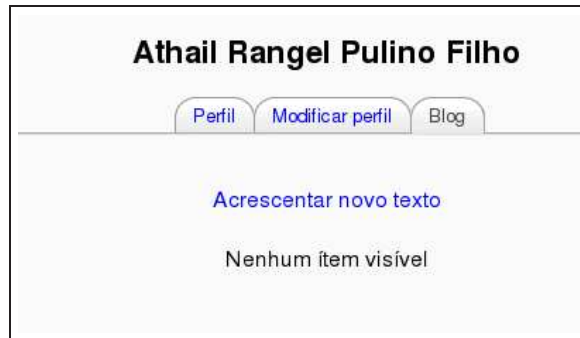 Athail Rangel Pulino Filho
Perfil Modificar perfil Blog
Acrescentar novo texto
Nenhum ítem visível